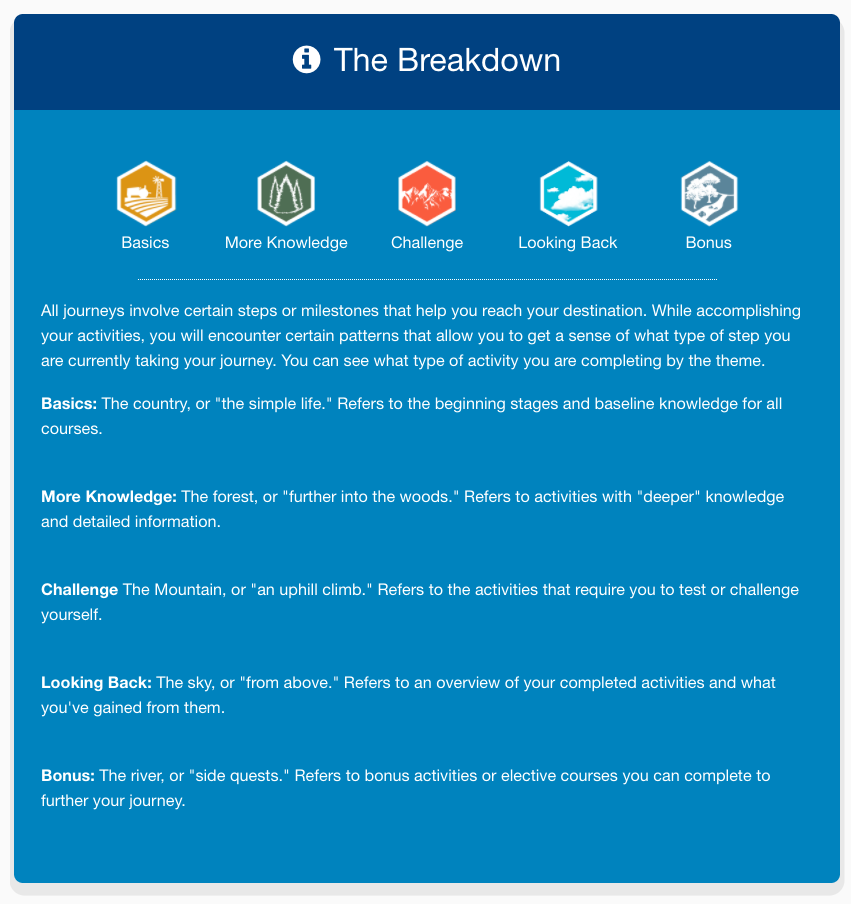 The Breakdown
Basics
More Knowledge
Challenge
Looking Back
Bonus
All journeys involve certain steps or milestones that help you reach your destination. While accomplishing
your activities, you will encounter certain patterns that allow you to get a sense of what type of step you
are currently taking your journey. You can see what type of activity you are completing by the theme.
Basics: The country, or "the simple life." Refers to the beginning stages and baseline knowledge for all
courses.
More Knowledge: The forest, or "further into the woods." Refers to activities with "deeper" knowledge
and detailed information.
Challenge The Mountain, or "an uphill climb." Refers to the activities that require you to test or challenge
yourself.
Looking Back: The sky, or "from above." Refers to an overview of your completed activities and what
you've gained from them.
Bonus: The river, or "side quests." Refers to bonus activities or elective courses you can complete to
further your journey.